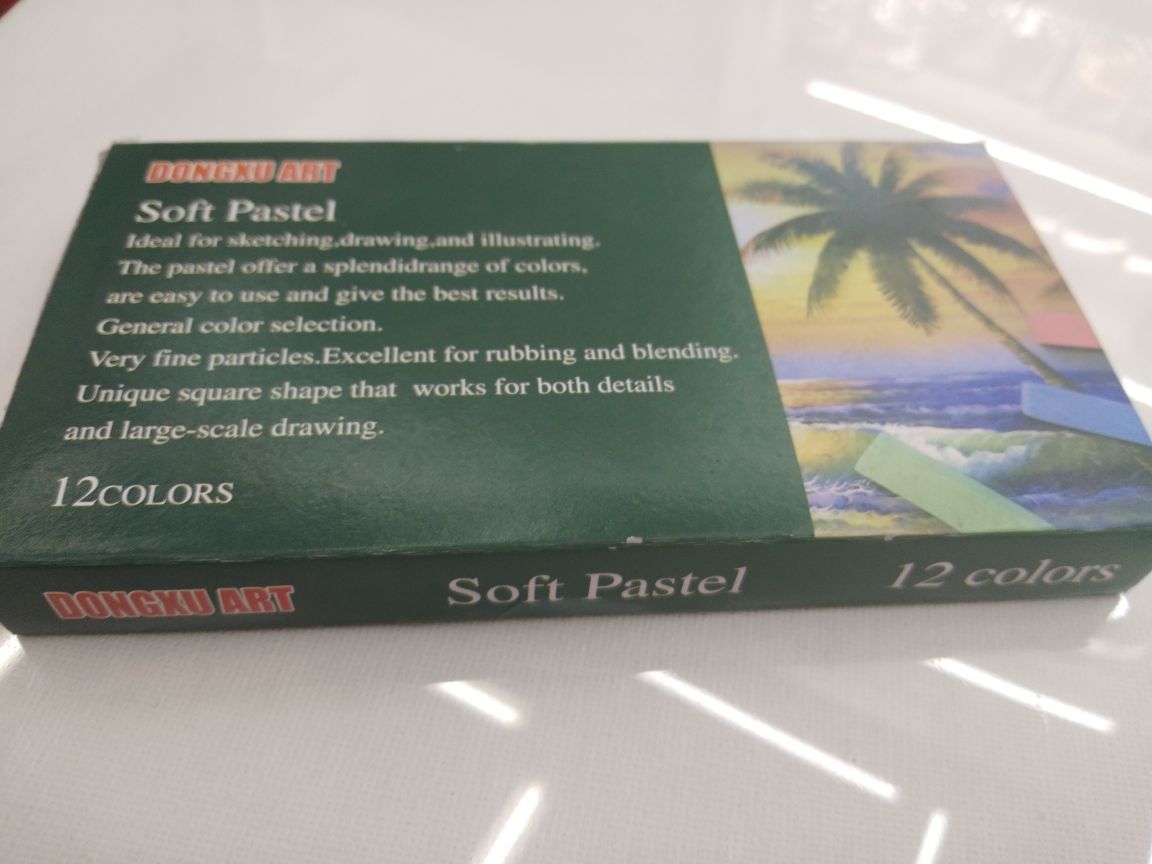 DONGXU ART
Soft Pastel
Ideal for sketching,drawing,and illustrating.
The pastel offer a splendidrange of colors,
are easy to use and give the best results.
General color selection.
Very fine particles.Excellent for rubbing and blending.
Unique square shape that works for both details
and large-scale drawing.
12COLORS
DONGXU ART Soft Pastel 12 colors